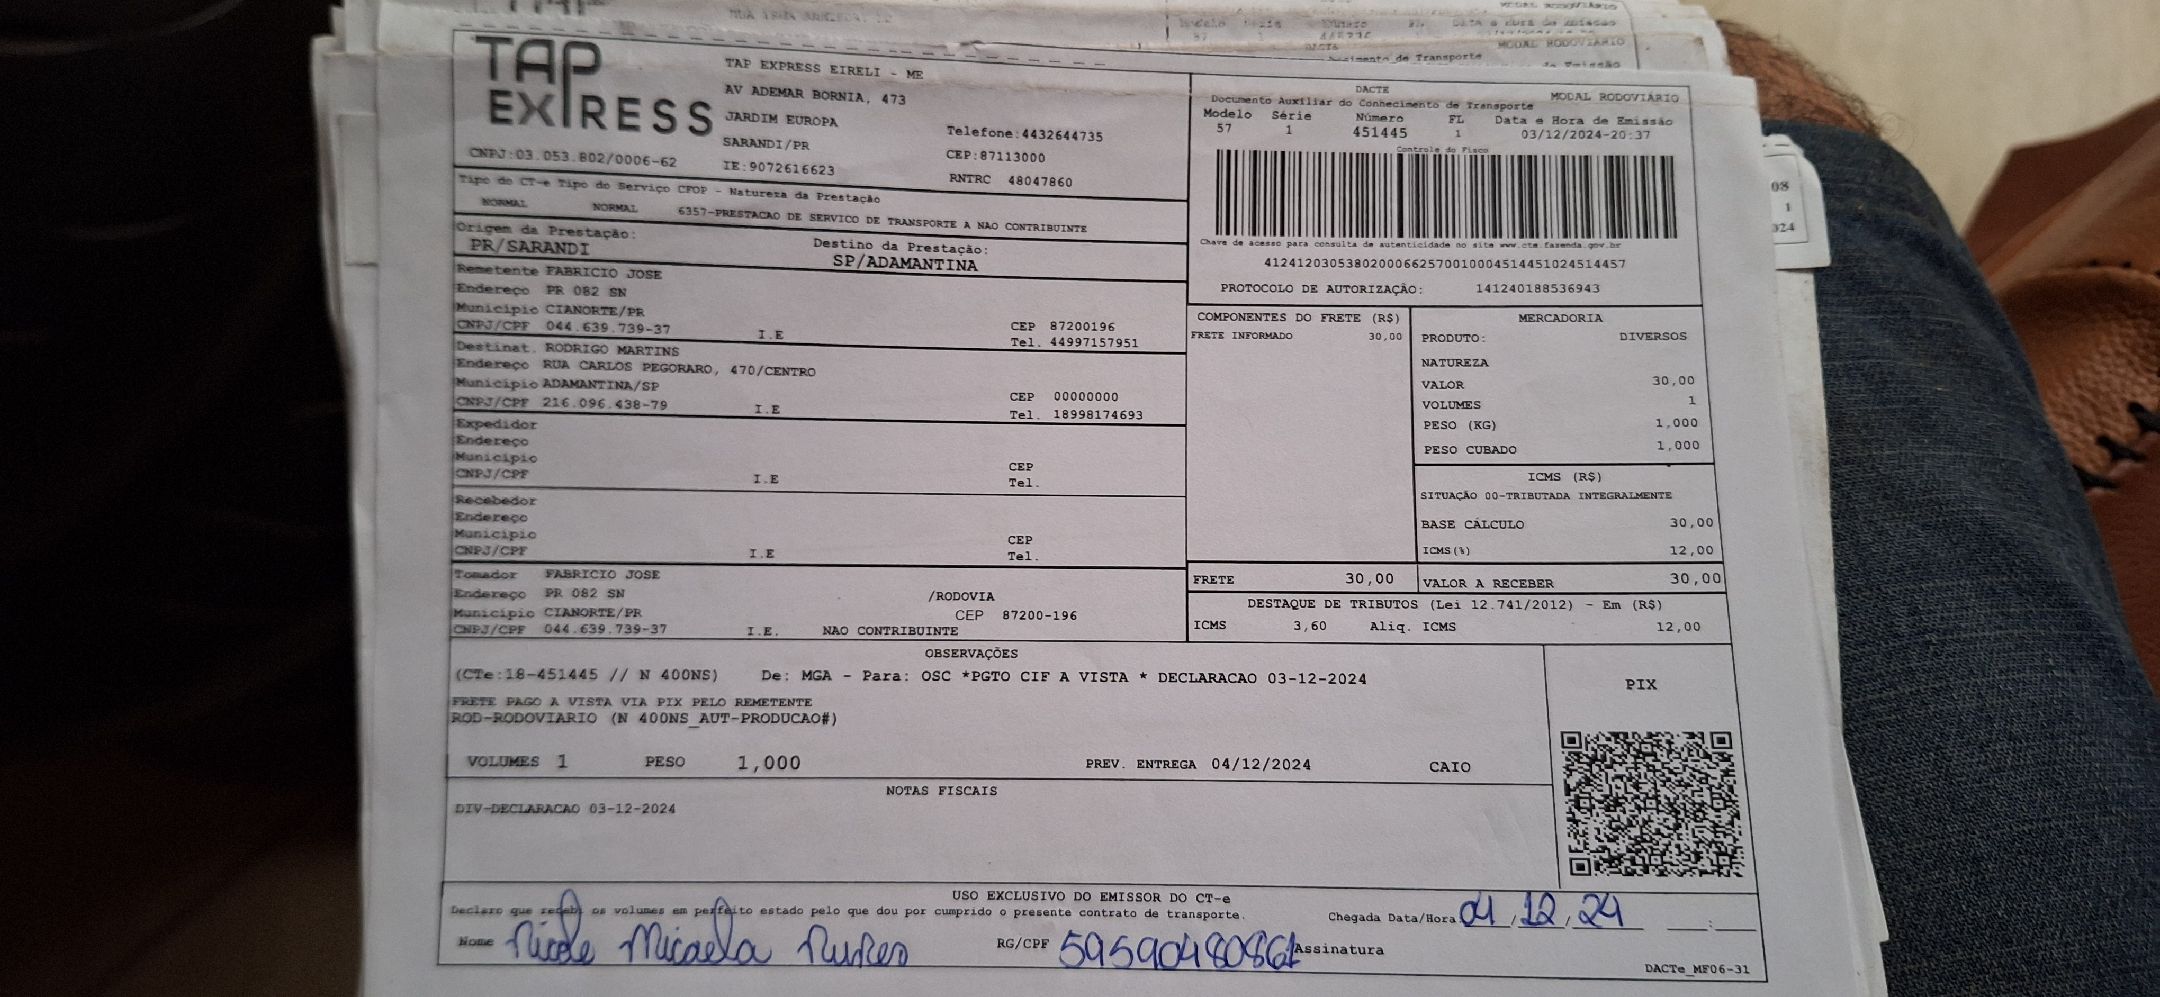 MODAL RODOVIÁRIO
TAP EXPRESS
CNPJ:03.053.802/0006-62
TAP EXPRESS EIRELI - ME
AV ADEMAR BORNIA, 473
JARDIM EUROPA
SARANDI/PR
IE:9072616623
Telefone:4432644735
CEP:87113000
RNTRC 48047860
DACTE
MODAL RODOVIÁRIO
Documento Auxiliar do Conhecimento de Transporte
Modelo Série Número FL Data e Hora de Emissão
57 1 451445 1 03/12/2024-20:37
Controle do Fisco
Chave de acesso para consulta de autenticidade no site www.cte.fazenda.gov.br
41241203053802000662570010004514451024514457
PROTOCOLO DE AUTORIZAÇÃO: 141240188536943
Tipo do CT-e Tipo do Serviço CFOP - Natureza da Prestação
NORMAL NORMAL 6357-PRESTACAO DE SERVICO DE TRANSPORTE A NAO CONTRIBUINTE
Origem da Prestação: Destino da Prestação:
PR/SARANDI SP/ADAMANTINA
Remetente FABRICIO JOSE
Endereço PR 082 SN
Município CIANORTE/PR CEP 87200196
CNPJ/CPF 044.639.739-37 I.E Tel. 44997157951
Destinat. RODRIGO MARTINS
Endereço RUA CARLOS PEGORARO, 470/CENTRO
Município ADAMANTINA/SP CEP 00000000
CNPJ/CPF 216.096.438-79 I.E Tel. 18998174693
Expedidor
Endereço
Município CEP
CNPJ/CPF I.E Tel.
Recebedor
Endereço
Município CEP
CNPJ/CPF I.E Tel.
Tomador FABRICIO JOSE
Endereço PR 082 SN /RODOVIA
Município CIANORTE/PR CEP 87200-196
CNPJ/CPF 044.639.739-37 I.E. NAO CONTRIBUINTE
COMPONENTES DO FRETE (R$)
FRETE INFORMADO 30,00
MERCADORIA
PRODUTO: DIVERSOS
NATUREZA
VALOR 30,00
VOLUMES 1
PESO (KG) 1,000
PESO CUBADO 1,000
ICMS (R$)
SITUAÇÃO 00-TRIBUTADA INTEGRALMENTE
BASE CÁLCULO 30,00
ICMS(%) 12,00
FRETE 30,00 VALOR A RECEBER 30,00
DESTAQUE DE TRIBUTOS (Lei 12.741/2012) - Em (R$)
ICMS 3,60 Aliq. ICMS 12,00
OBSERVAÇÕES
(CTe:18-451445 // N 400NS) De: MGA - Para: OSC *PGTO CIF A VISTA * DECLARACAO 03-12-2024
FRETE PAGO A VISTA VIA PIX PELO REMETENTE
ROD-RODOVIARIO (N 400NS_AUT-PRODUCAO#)
VOLUMES 1 PESO 1,000 PREV. ENTREGA 04/12/2024 CAIO
PIX
NOTAS FISCAIS
DIV-DECLARACAO 03-12-2024
USO EXCLUSIVO DO EMISSOR DO CT-e
Declaro que recebi os volumes em perfeito estado pelo que dou por cumprido o presente contrato de transporte.
Chegada Data/Hora 04,12,24 :
Nome Nicole Micaela Nunes RG/CPF 59590480861 Assinatura
DACTe_MF06-31